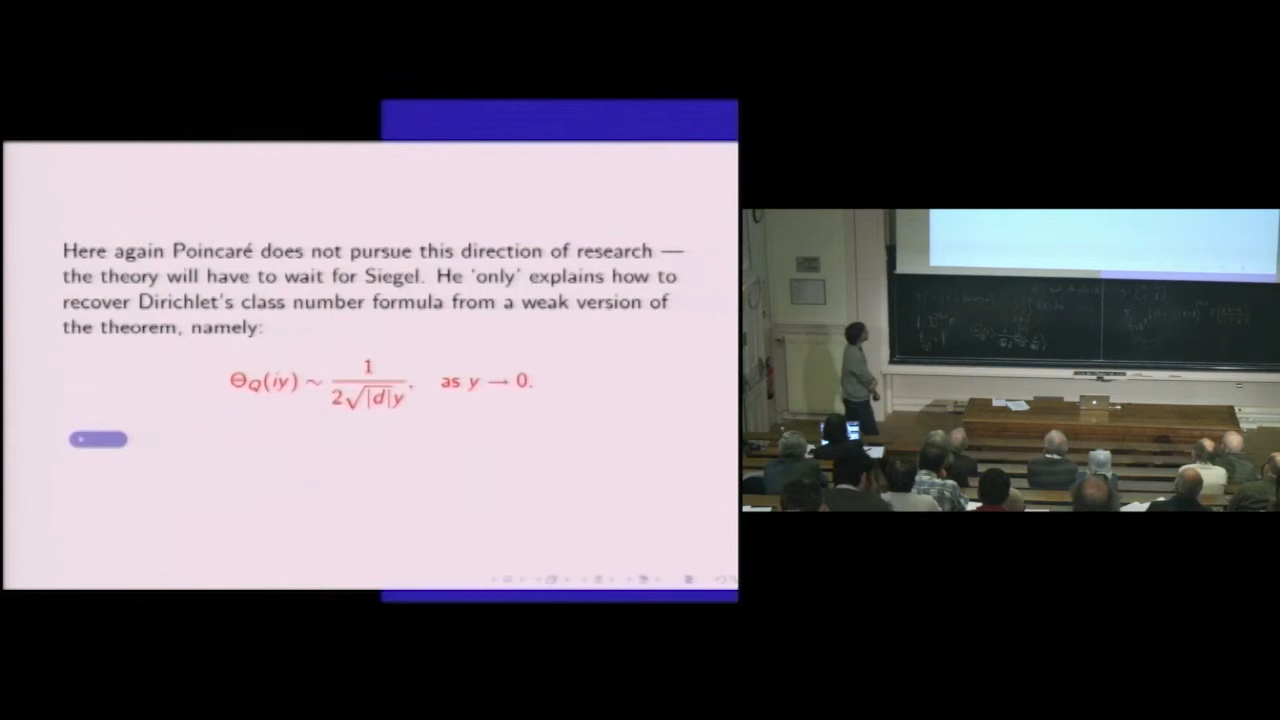 Here again Poincaré does not pursue this direction of research —
the theory will have to wait for Siegel. He 'only' explains how to
recover Dirichlet's class number formula from a weak version of
the theorem, namely:
Θ_Q(iy) ∼ 1/(2√|d|y), as y → 0.